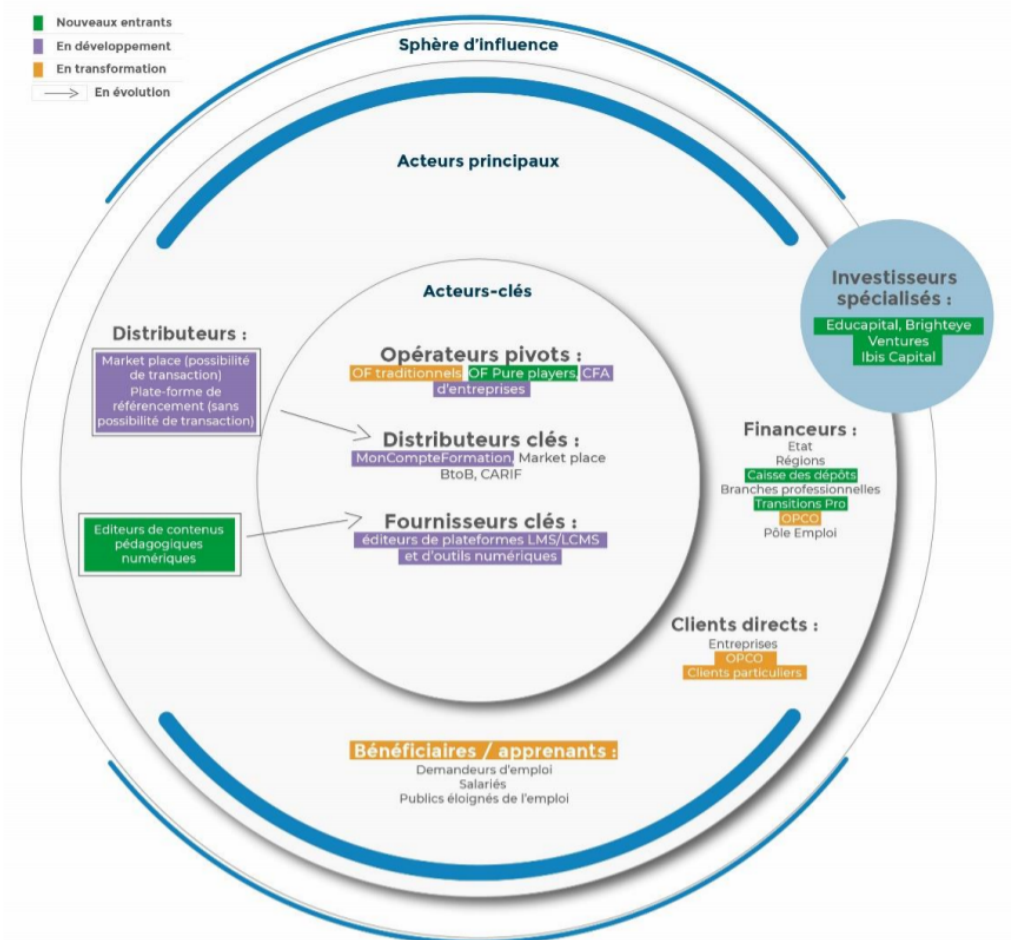 Nouveaux entrants
En développement
En transformation
En évolution
Sphère d'influence
Acteurs principaux
Acteurs-clés
Investisseurs
spécialisés :
Educapital, Brighteye
Ventures
Ibis Capital
Distributeurs :
Market place (possibilité
de transaction)
Plate-forme de
référencement (sans
possibilité de transaction)
Opérateurs pivots :
OF traditionnels, OF Pure players, CFA
d'entreprises
Distributeurs clés :
MonCompteFormation, Market place
BtoB, CARIF
Fournisseurs clés :
éditeurs de plateformes LMS/LCMS
et d'outils numériques
Editeurs de contenus
pédagogiques
numériques
Financeurs :
Etat
Régions
Caisse des dépôts
Branches professionnelles
Transitions Pro
OPCO
Pôle Emploi
Clients directs :
Entreprises
OPCO
Clients particuliers
Bénéficiaires / apprenants :
Demandeurs d'emploi
Salariés
Publics éloignés de l'emploi